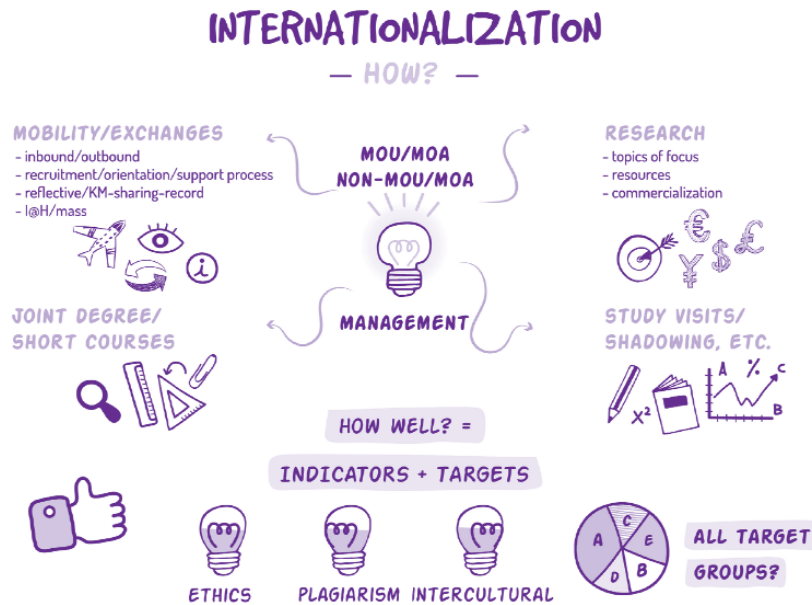 INTERNATIONALIZATION
— HOW? —
MOBILITY/EXCHANGES
- inbound/outbound
- recruitment/orientation/support process
- reflective/KM-sharing-record
- I@H/mass
MOU/MOA
NON-MOU/MOA
RESEARCH
- topics of focus
- resources
- commercialization
i
€
£
¥
$
JOINT DEGREE/
SHORT COURSES
MANAGEMENT
STUDY VISITS/
SHADOWING, ETC.
X²
A
%
C
B
HOW WELL? =
INDICATORS + TARGETS
ETHICS
PLAGIARISM
INTERCULTURAL
A
C
E
D
B
ALL TARGET
GROUPS?